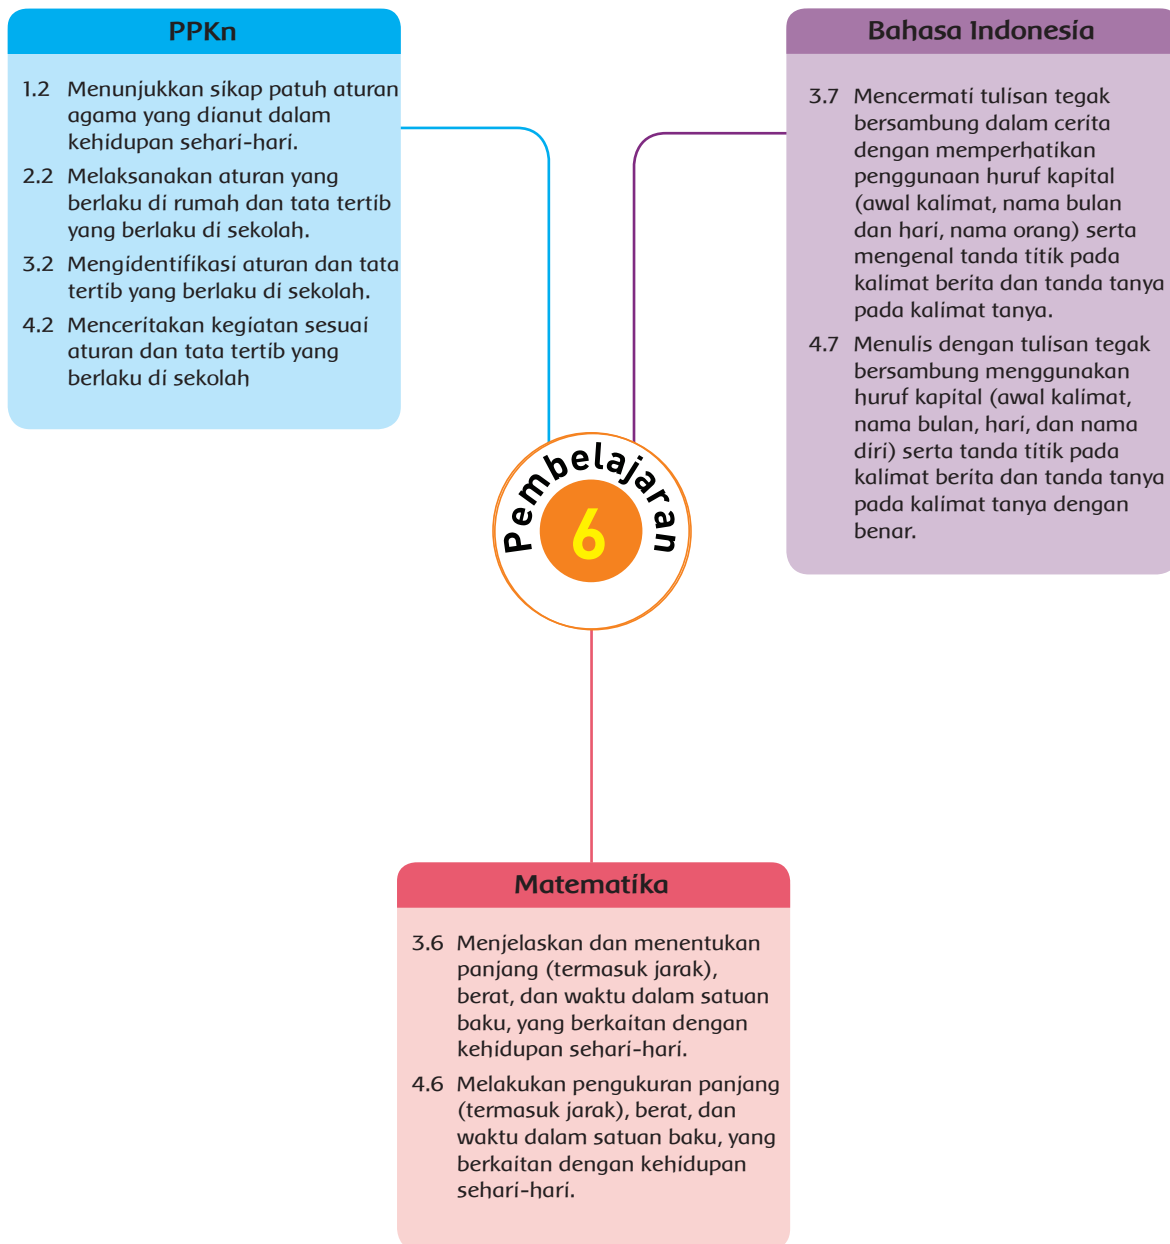 PPKn
1.2 Menunjukkan sikap patuh aturan
agama yang dianut dalam
kehidupan sehari-hari.
2.2 Melaksanakan aturan yang
berlaku di rumah dan tata tertib
yang berlaku di sekolah.
3.2 Mengidentifikasi aturan dan tata
tertib yang berlaku di sekolah.
4.2 Menceritakan kegiatan sesuai
aturan dan tata tertib yang
berlaku di sekolah
Bahasa Indonesia
3.7 Mencermati tulisan tegak
bersambung dalam cerita
dengan memperhatikan
penggunaan huruf kapital
(awal kalimat, nama bulan
dan hari, nama orang) serta
mengenal tanda titik pada
kalimat berita dan tanda tanya
pada kalimat tanya.
4.7 Menulis dengan tulisan tegak
bersambung menggunakan
huruf kapital (awal kalimat,
nama bulan, hari, dan nama
diri) serta tanda titik pada
kalimat berita dan tanda tanya
pada kalimat tanya dengan
benar.
Pembelajaran
6
Matematika
3.6 Menjelaskan dan menentukan
panjang (termasuk jarak),
berat, dan waktu dalam satuan
baku, yang berkaitan dengan
kehidupan sehari-hari.
4.6 Melakukan pengukuran panjang
(termasuk jarak), berat, dan
waktu dalam satuan baku, yang
berkaitan dengan kehidupan
sehari-hari.